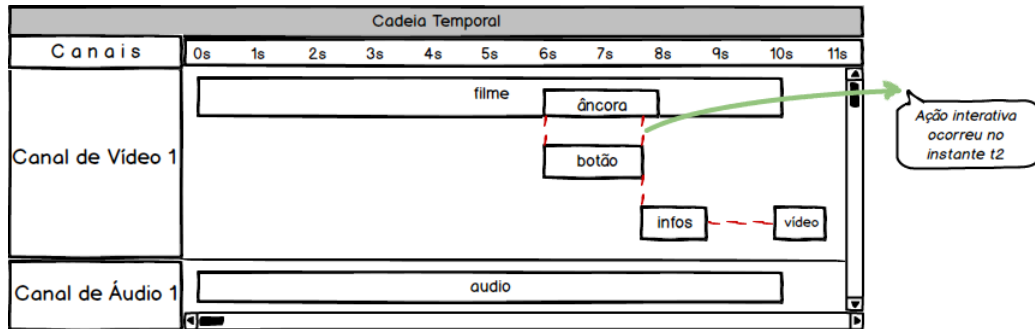 Cadeia Temporal
Canais
0s 1s 2s 3s 4s 5s 6s 7s 8s 9s 10s 11s
Canal de Vídeo 1
filme
âncora
botão
infos
vídeo
Ação interativa
ocorreu no
instante t2
Canal de Áudio 1
audio